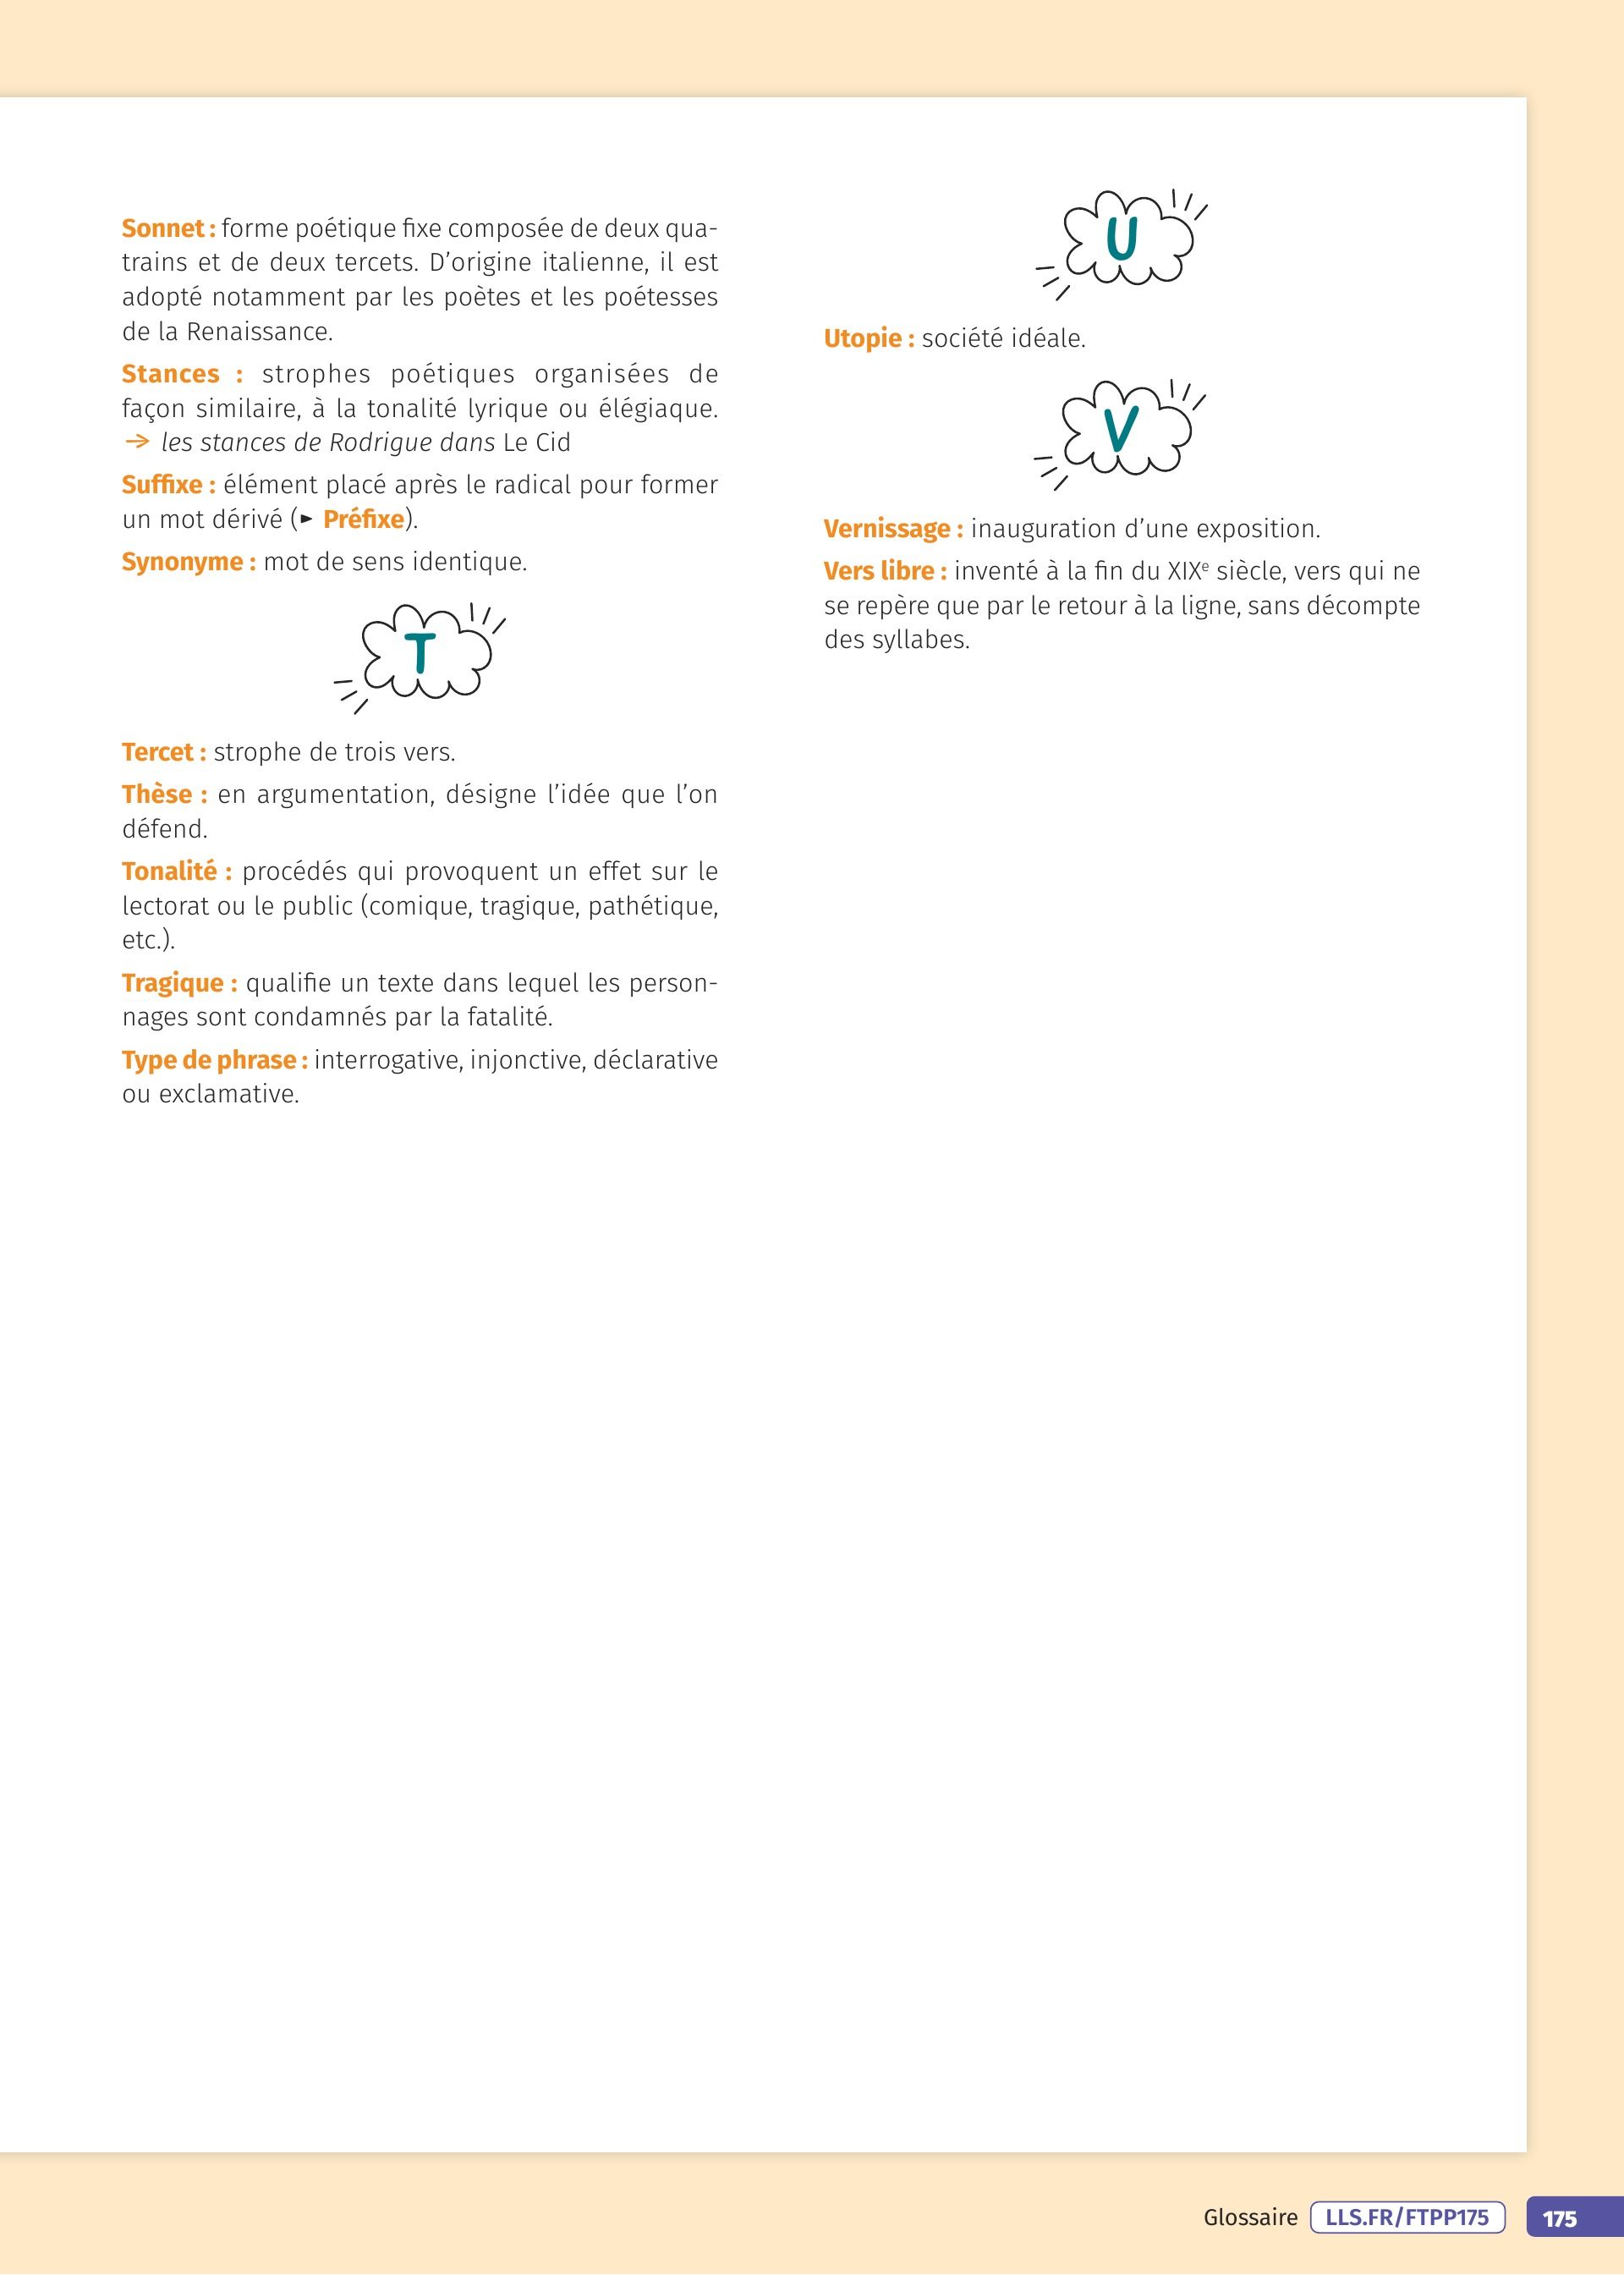 Sonnet : forme poétique fixe composée de deux qua-
trains et de deux tercets. D’origine italienne, il est
adopté notamment par les poètes et les poétesses
de la Renaissance.
Stances : strophes poétiques organisées de
façon similaire, à la tonalité lyrique ou élégiaque.
→ les stances de Rodrigue dans Le Cid
Suffixe : élément placé après le radical pour former
un mot dérivé (► Préfixe).
Synonyme : mot de sens identique.
T
Tercet : strophe de trois vers.
Thèse : en argumentation, désigne l’idée que l’on
défend.
Tonalité : procédés qui provoquent un effet sur le
lectorat ou le public (comique, tragique, pathétique,
etc.).
Tragique : qualifie un texte dans lequel les person-
nages sont condamnés par la fatalité.
Type de phrase : interrogative, injonctive, déclarative
ou exclamative.
U
Utopie : société idéale.
V
Vernissage : inauguration d’une exposition.
Vers libre : inventé à la fin du XIXe siècle, vers qui ne
se repère que par le retour à la ligne, sans décompte
des syllabes.
Glossaire LLS.FR/FTPP175 175